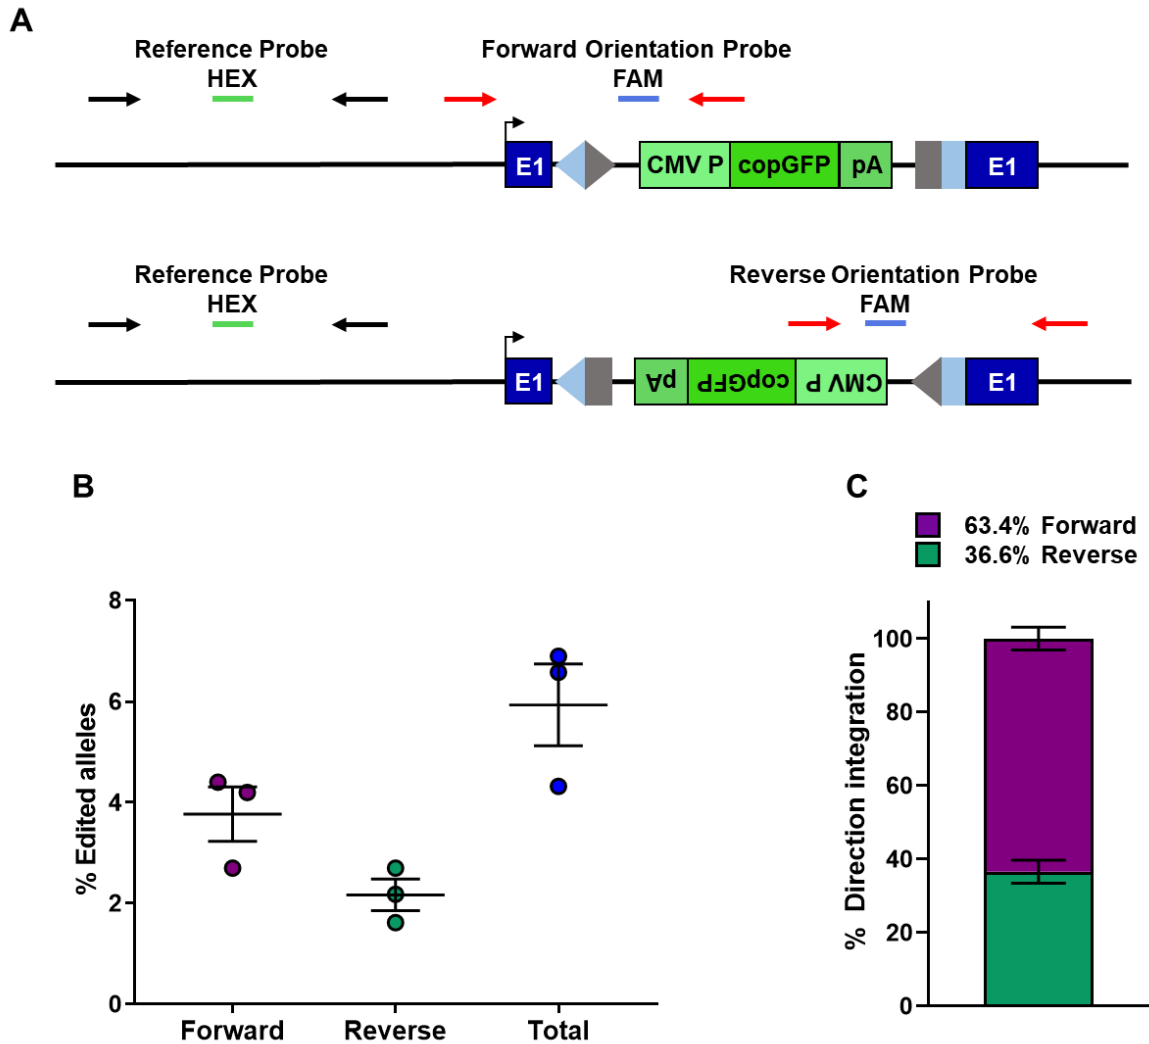 A
Reference Probe
HEX
Forward Orientation Probe
FAM
E1
CMV P
copGFP
pA
E1
Reference Probe
HEX
Reverse Orientation Probe
FAM
E1
pA
copGFP
CMV P
E1
B
% Edited alleles
8
6
4
2
0
Forward
Reverse
Total
C
63.4% Forward
36.6% Reverse
% Direction integration
100
80
60
40
20
0